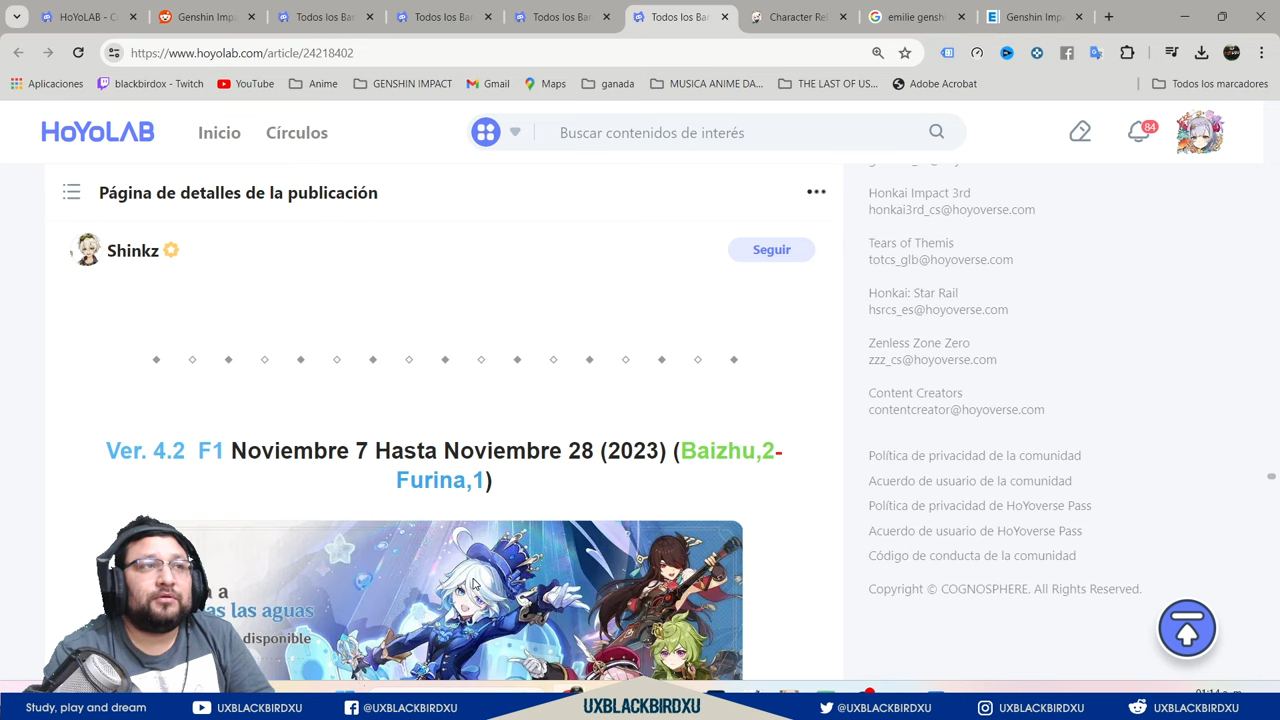 HoYoLAB - C
Genshin Imp
Todos los Ba
Todos los Ba
Todos los Ba
Todos los Ba
Character Re
emilie gensh
Genshin Imp
https://www.hoyolab.com/article/24218402
Aplicaciones
blackbirdox - Twitch
YouTube
Anime
GENSHIN IMPACT
Gmail
Maps
ganada
MUSICA ANIME DA...
THE LAST OF US...
Adobe Acrobat
Todos los marcadores
HoYoLAB
Inicio
Círculos
Buscar contenidos de interés
84
Página de detalles de la publicación
Shinkz
Seguir
Ver. 4.2 F1 Noviembre 7 Hasta Noviembre 28 (2023) (Baizhu,2-
Furina,1)
a
as las aguas
disponible
Honkai Impact 3rd
honkai3rd_cs@hoyoverse.com
Tears of Themis
totcs_glb@hoyoverse.com
Honkai: Star Rail
hsrcs_es@hoyoverse.com
Zenless Zone Zero
zzz_cs@hoyoverse.com
Content Creators
contentcreator@hoyoverse.com
Política de privacidad de la comunidad
Acuerdo de usuario de la comunidad
Política de privacidad de HoYoverse Pass
Acuerdo de usuario de HoYoverse Pass
Código de conducta de la comunidad
Copyright © COGNOSPHERE. All Rights Reserved.
Study, play and dream
UXBLACKBIRDXU
@UXBLACKBIRDXU
UXBLACKBIRDXU
@UXBLACKBIRDXU
UXBLACKBIRDXU
UXBLACKBIRDXU